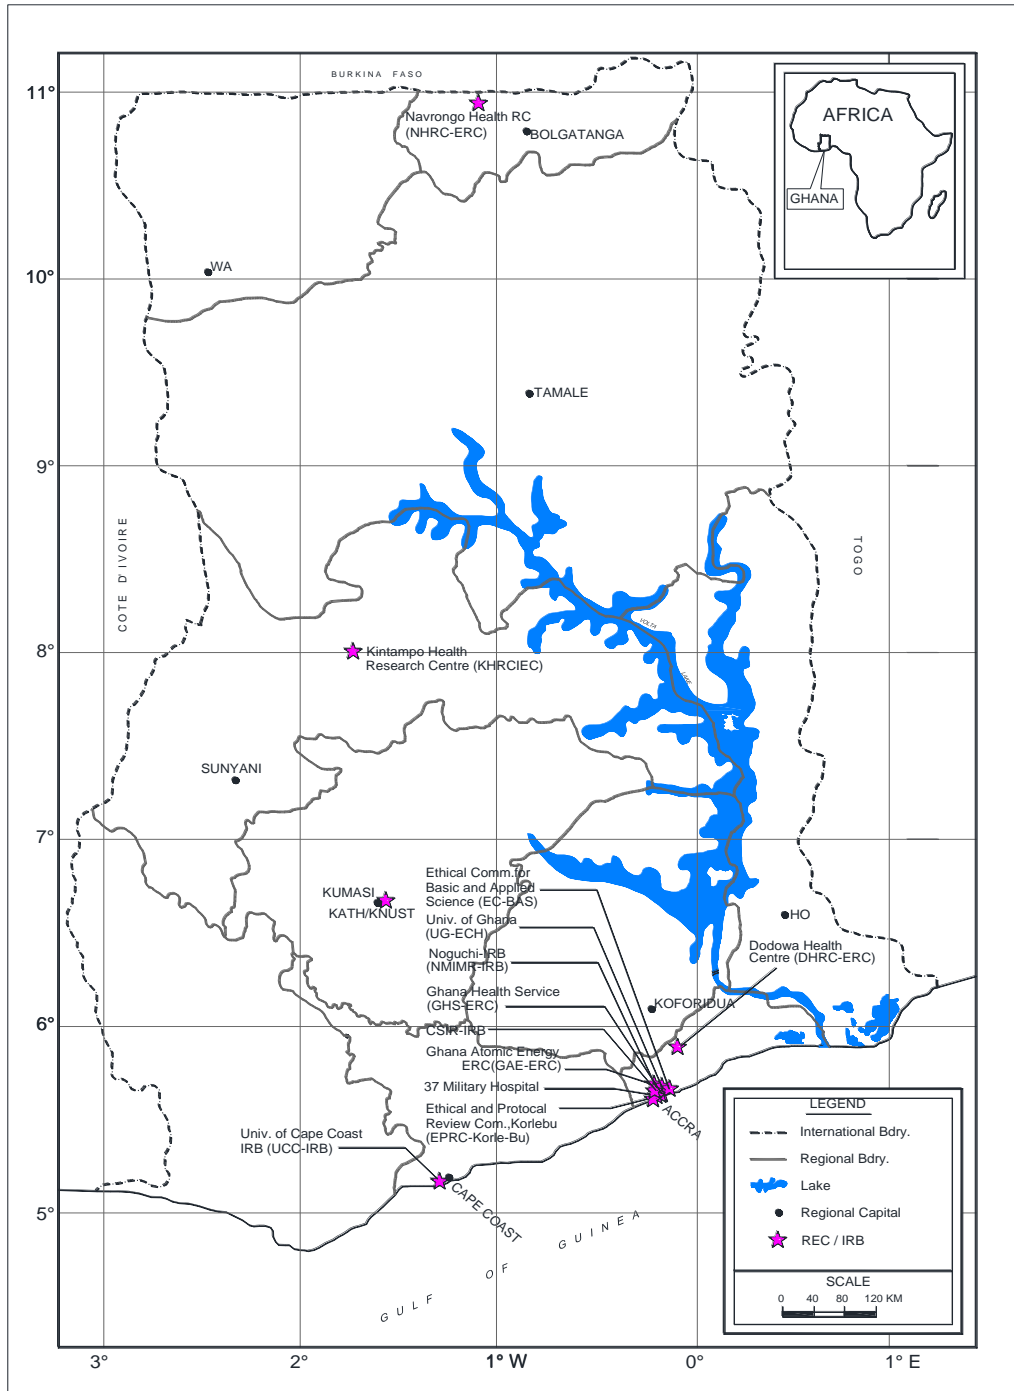 BURKINA FASO
11°
Navrongo Health RC
(NHRC-ERC)
BOLGATANGA
AFRICA
GHANA
WA
10°
TAMALE
9°
COTE D'IVOIRE
TOGO
VOLTA
LAKE
8°
Kintampo Health
Research Centre (KHRCIEC)
SUNYANI
7°
KUMASI
KATH/KNUST
Ethical Comm.for
Basic and Applied
Science (EC-BAS)
Univ. of Ghana
(UG-ECH)
Noguchi-IRB
(NMIMR-IRB)
Ghana Health Service
(GHS-ERC)
CSIR-IRB
Ghana Atomic Energy
ERC(GAE-ERC)
37 Military Hospital
Ethical and Protocal
Review Com.,Korlebu
(EPRC-Korle-Bu)
HO
Dodowa Health
Centre (DHRC-ERC)
KOFORIDUA
6°
ACCRA
Univ. of Cape Coast
IRB (UCC-IRB)
CAPE COAST
5°
GULF OF GUINEA
LEGEND
International Bdry.
Regional Bdry.
Lake
Regional Capital
REC / IRB
SCALE
0 40 80 120 KM
3° 2° 1° W 0° 1° E